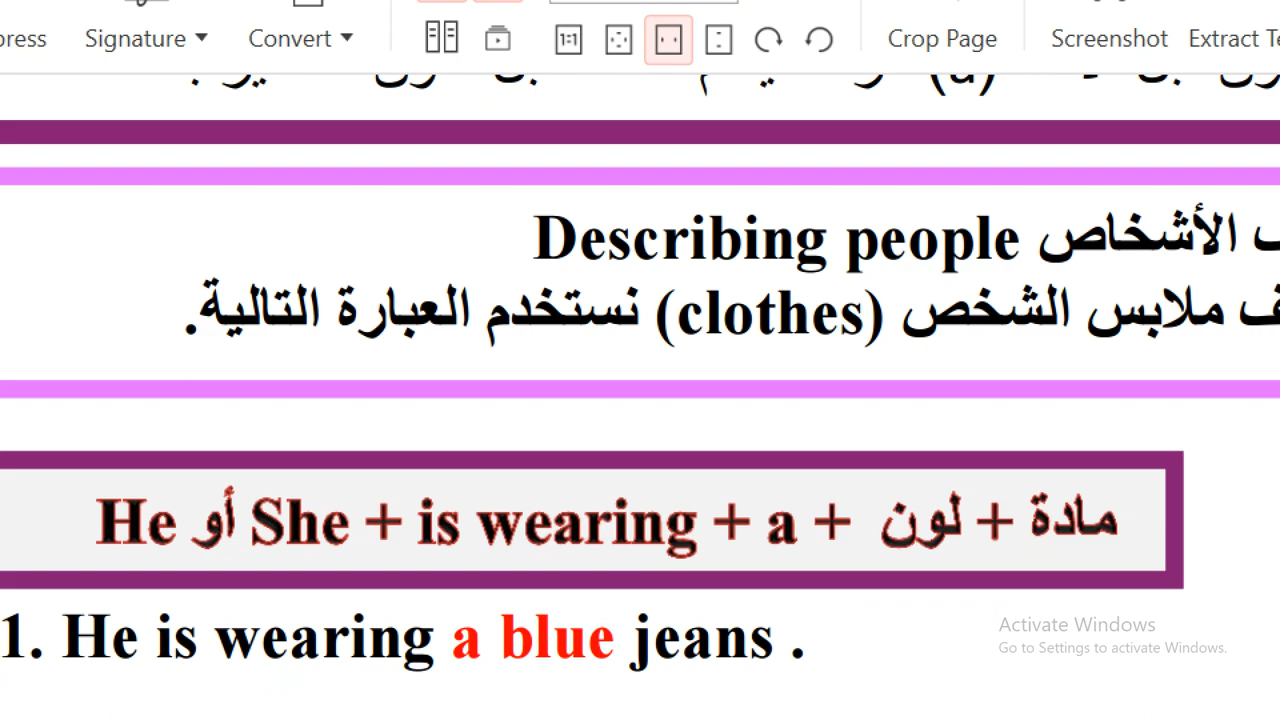 Signature Convert Crop Page Screenshot Extract
الأشخاص Describing people
ملابس الشخص (clothes) نستخدم العبارة التالية.
He أو She + is wearing + a + لون + مادة
1. He is wearing a blue jeans .
Activate Windows
Go to Settings to activate Windows.